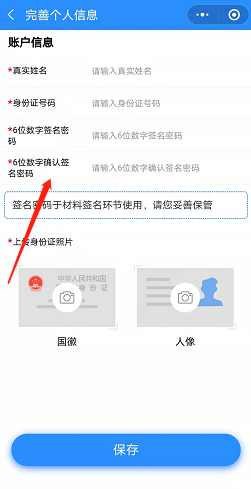 完善个人信息
账户信息
*真实姓名 请输入真实姓名
*身份证号码 请输入身份证号码
*6位数字签名密码 请输入6位数字签名密码
*6位数字确认签名密码 请输入6位数字确认签名密码
签名密码于材料签名环节使用，请您妥善保管
*上传身份证照片
中华人民共和国
居民身份证
国徽
人像
保存